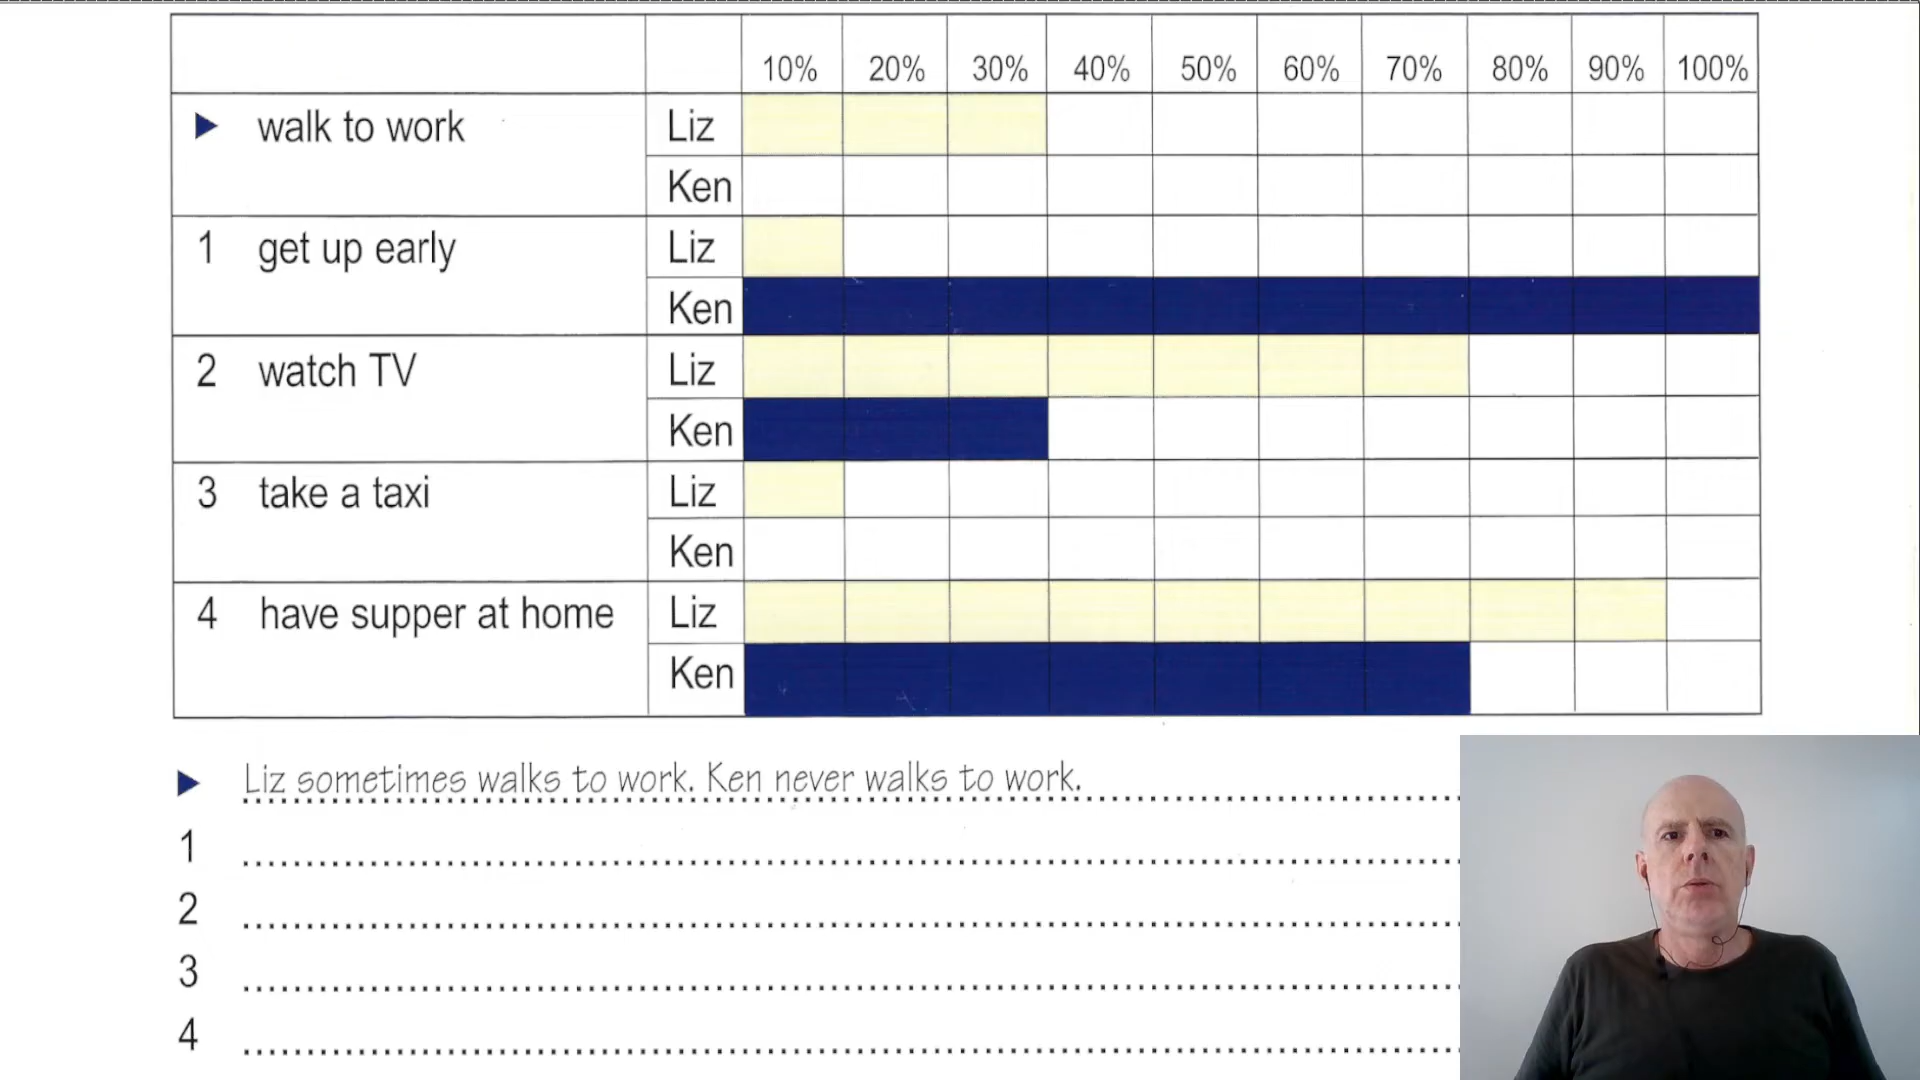 10% 20% 30% 40% 50% 60% 70% 80% 90% 100%
► walk to work Liz
Ken
1 get up early Liz
Ken
2 watch TV Liz
Ken
3 take a taxi Liz
Ken
4 have supper at home Liz
Ken
► Liz sometimes walks to work. Ken never walks to work.
1
2
3
4